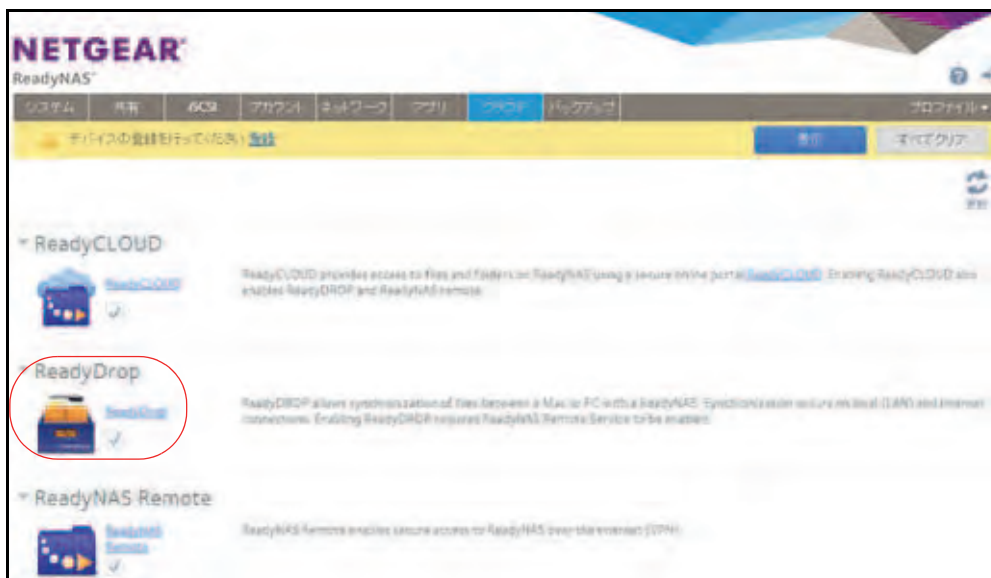 NETGEAR
ReadyNAS
システム 共有 iSCSI アカウント ネットワーク アプリ クラウド バックアップ プロファイル
デバイスの登録を行ってください 登録 表示 すべてクリア
更新
ReadyCLOUD
ReadyCLOUD
ReadyCLOUD provides access to files and folders on ReadyNAS using a secure online portal ReadyCLOUD. Enabling ReadyCLOUD also
enables ReadyDROP and ReadyNAS remote.
ReadyDrop
ReadyDrop
ReadyDROP allows synchronization of files between a Mac or PC with a ReadyNAS. Synchronization occurs on local (LAN) and Internet
connections. Enabling ReadyDROP requires ReadyNAS Remote Service to be enabled.
ReadyNAS Remote
ReadyNAS
Remote
ReadyNAS Remote enables secure access to ReadyNAS over the internet (VPN).